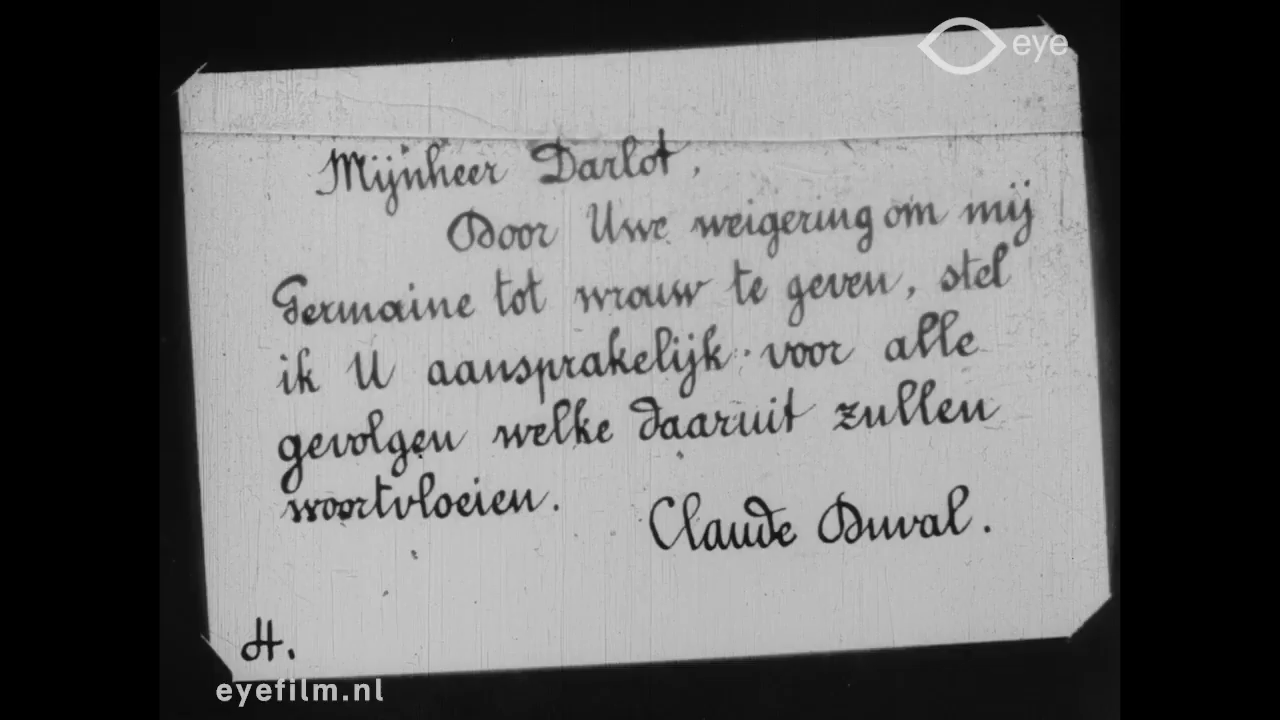 eye
Mijnheer Darlot,
Door Uwe weigering om mij
Germaine tot vrouw te geven, stel
ik U aansprakelijk voor alle
gevolgen welke daaruit zullen
voortvloeien.
Claude Duval.
H.
eyefilm.nl